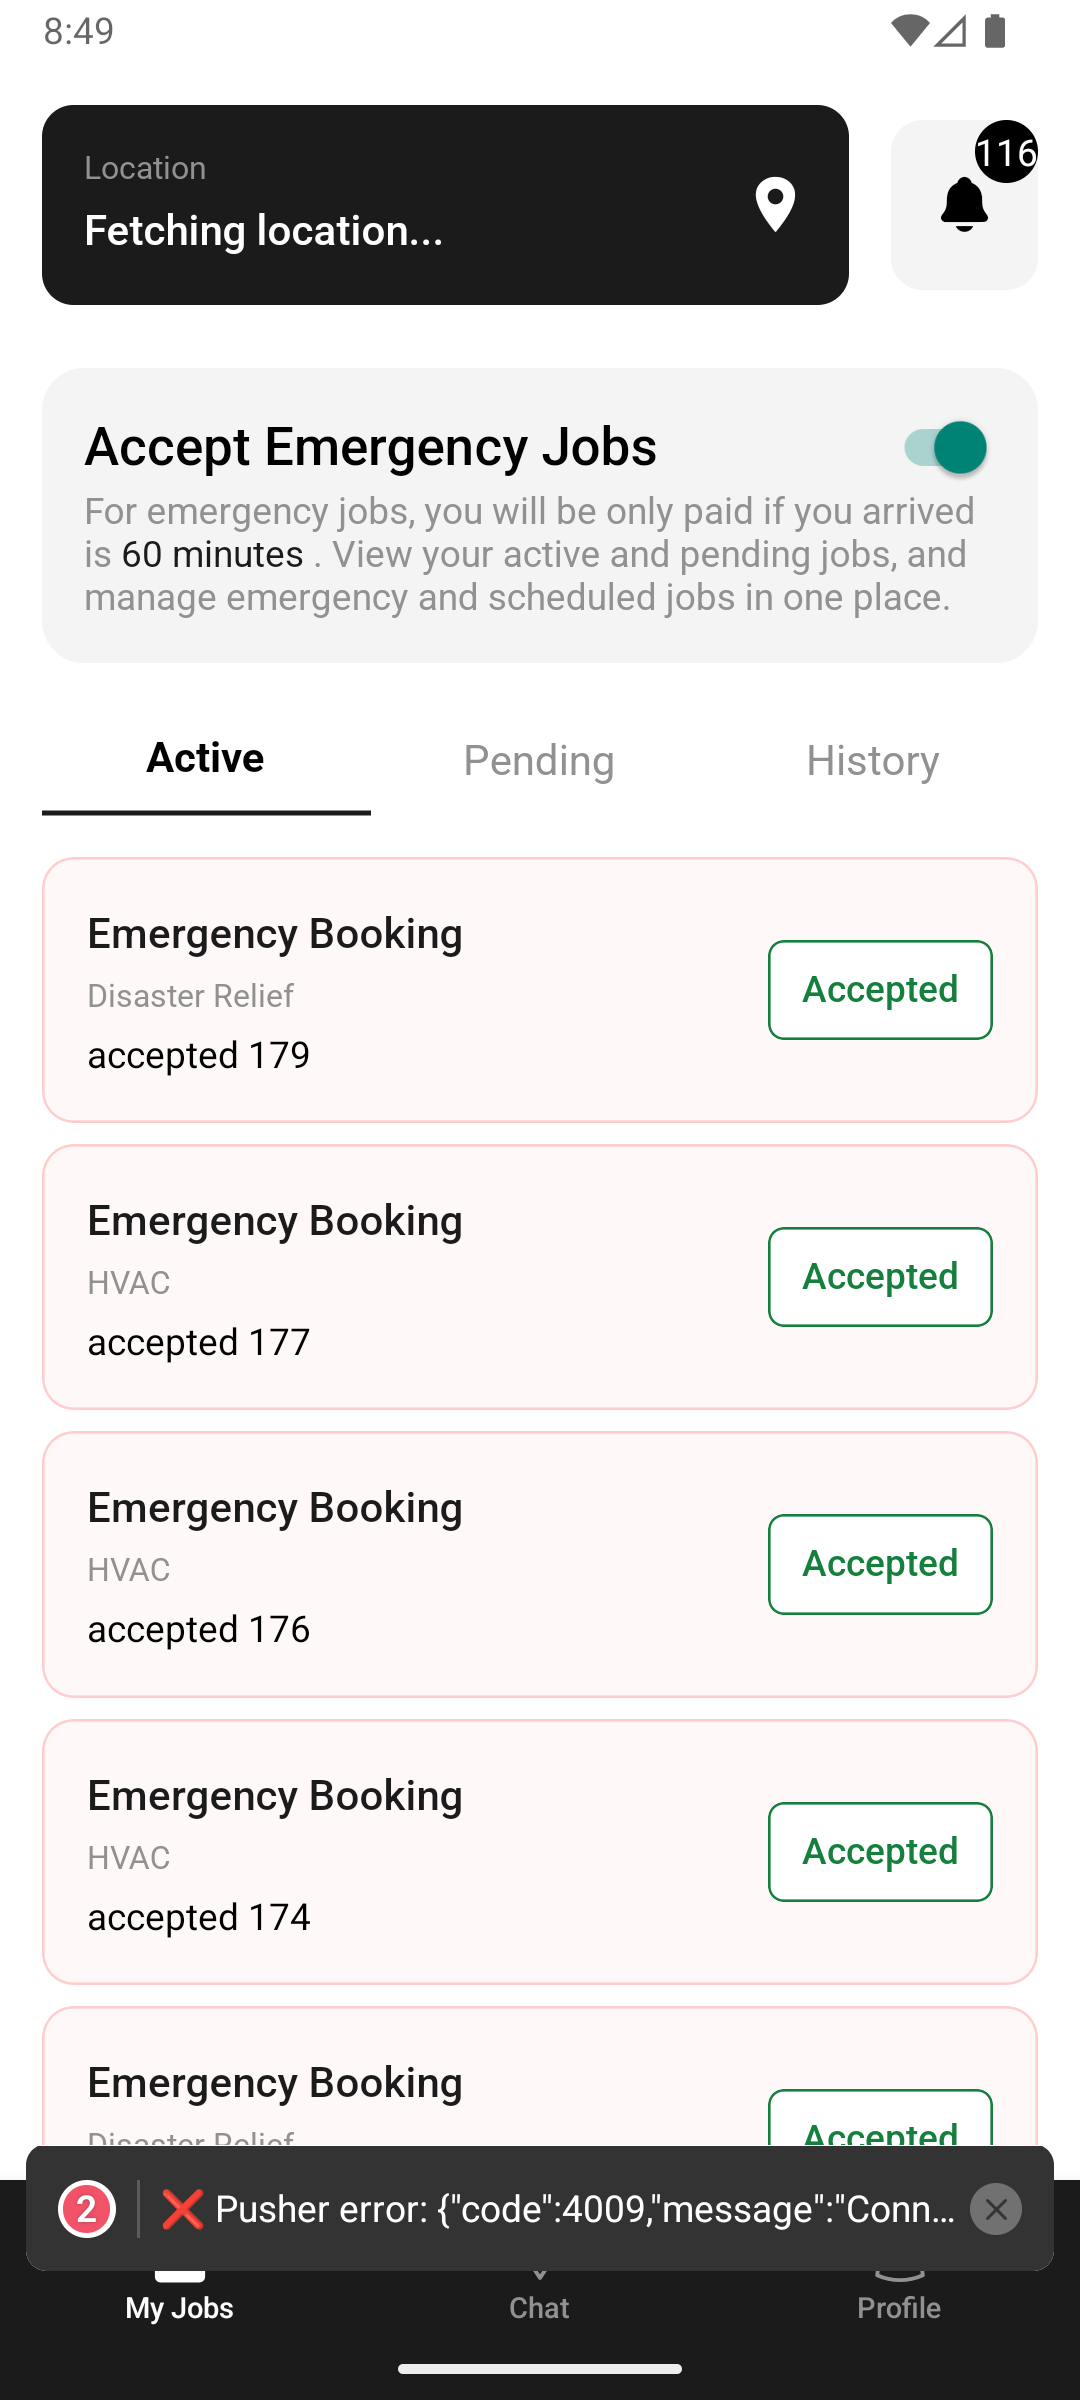 8:49
Location
Fetching location...
116
Accept Emergency Jobs
For emergency jobs, you will be only paid if you arrived
is 60 minutes . View your active and pending jobs, and
manage emergency and scheduled jobs in one place.
Active
Pending
History
Emergency Booking
Disaster Relief
accepted 179
Accepted
Emergency Booking
HVAC
accepted 177
Accepted
Emergency Booking
HVAC
accepted 176
Accepted
Emergency Booking
HVAC
accepted 174
Accepted
Emergency Booking
Disaster Relief
Accepted
2
❌ Pusher error: {"code":4009,"message":"Conn...
My Jobs
Chat
Profile